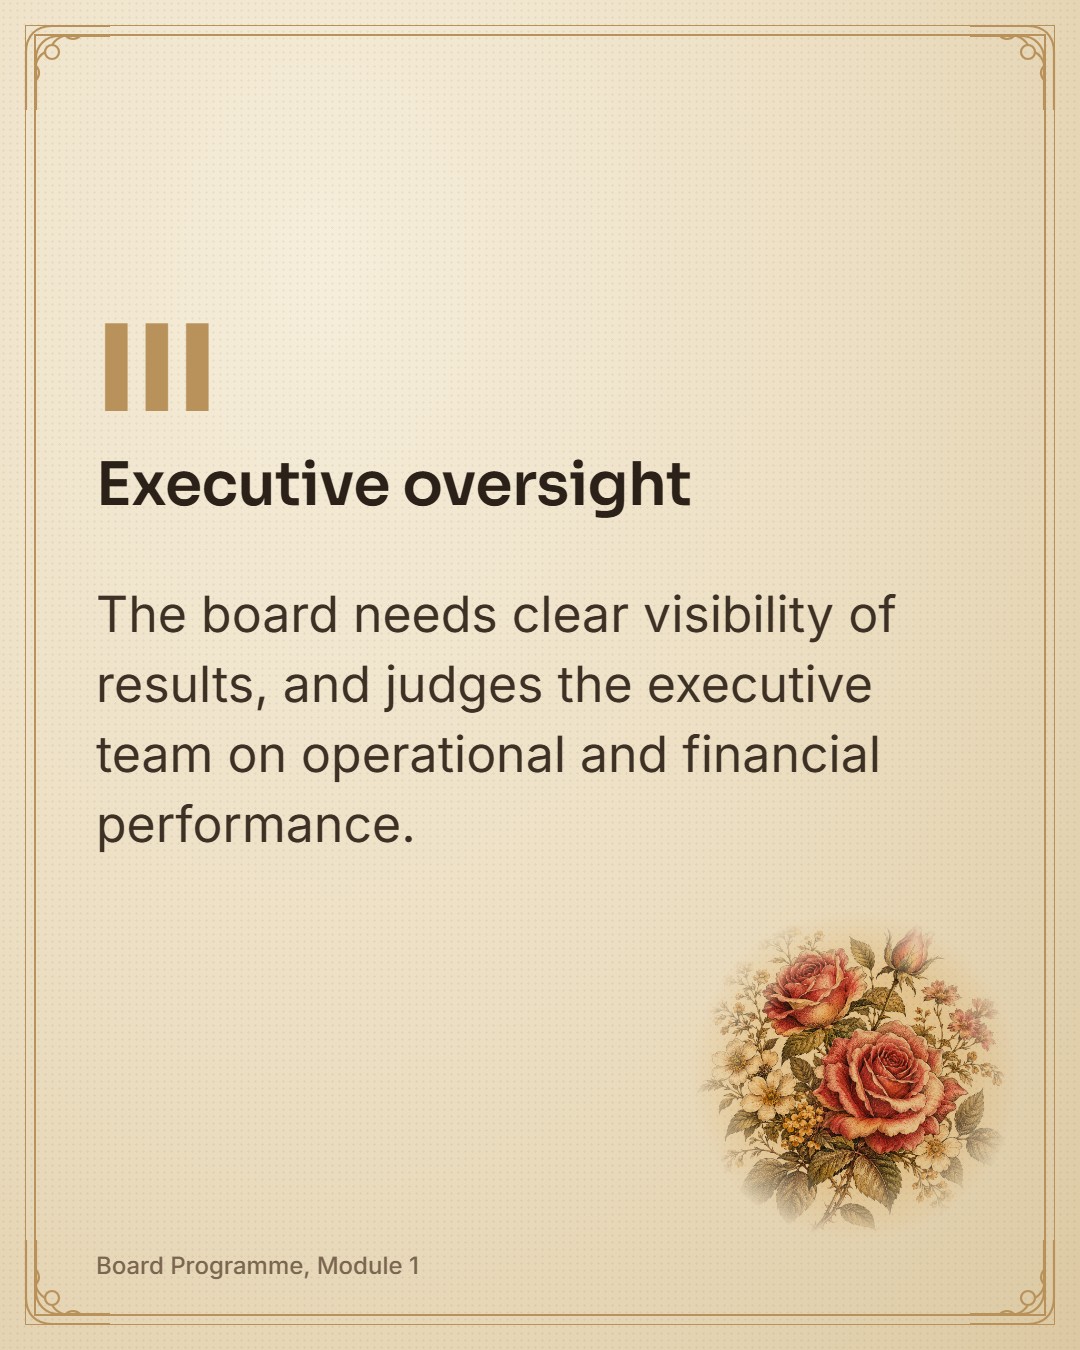 III
Executive oversight
The board needs clear visibility of
results, and judges the executive
team on operational and financial
performance.
Board Programme, Module 1